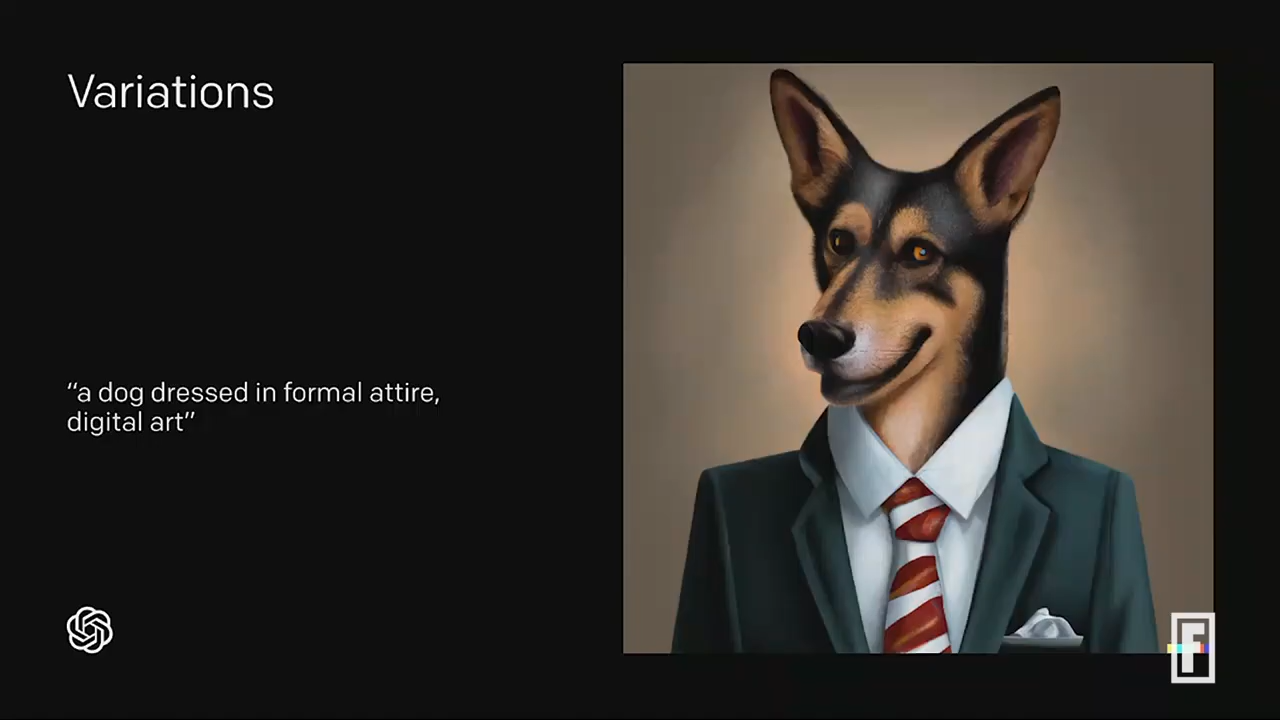 Variations
“a dog dressed in formal attire,
digital art”
F